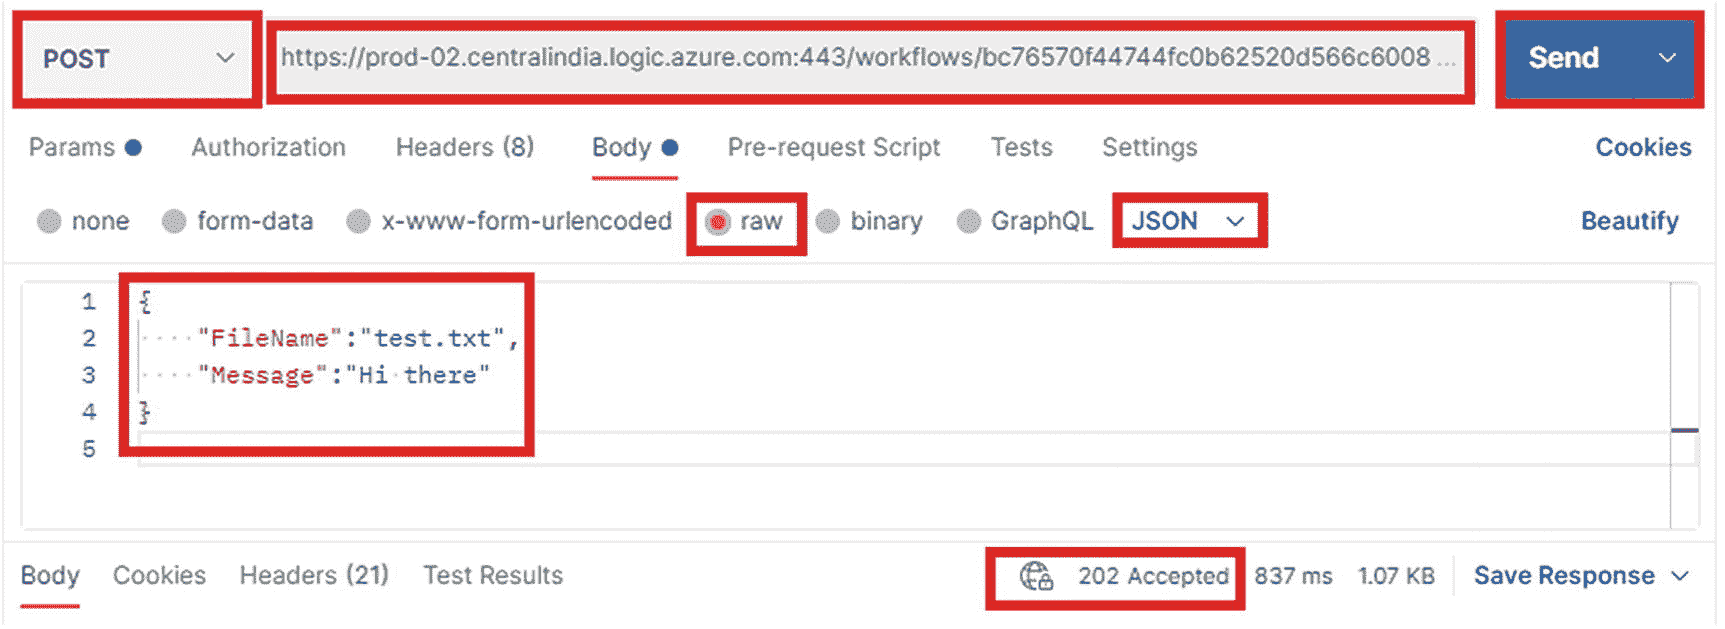 POST https://prod-02.centralindia.logic.azure.com:443/workflows/bc76570f44744fc0b62520d566c6008 ... Send
Params Authorization Headers (8) Body Pre-request Script Tests Settings Cookies
none form-data x-www-form-urlencoded raw binary GraphQL JSON Beautify
1 {
2 "FileName":"test.txt",
3 "Message":"Hi there"
4 }
5
Body Cookies Headers (21) Test Results 202 Accepted 837 ms 1.07 KB Save Response